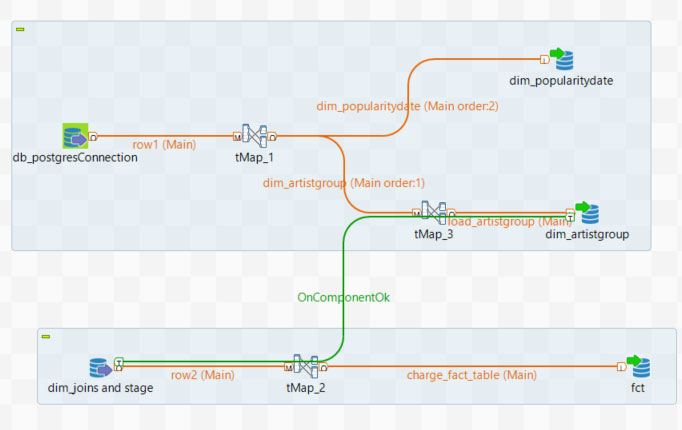 dim_popularitydate
dim_popularitydate (Main order:2)
db_postgresConnection
row1 (Main)
tMap_1
dim_artistgroup (Main order:1)
load_artistgroup (Main)
tMap_3
dim_artistgroup
OnComponentOk
dim_joins and stage
row2 (Main)
tMap_2
charge_fact_table (Main)
fct